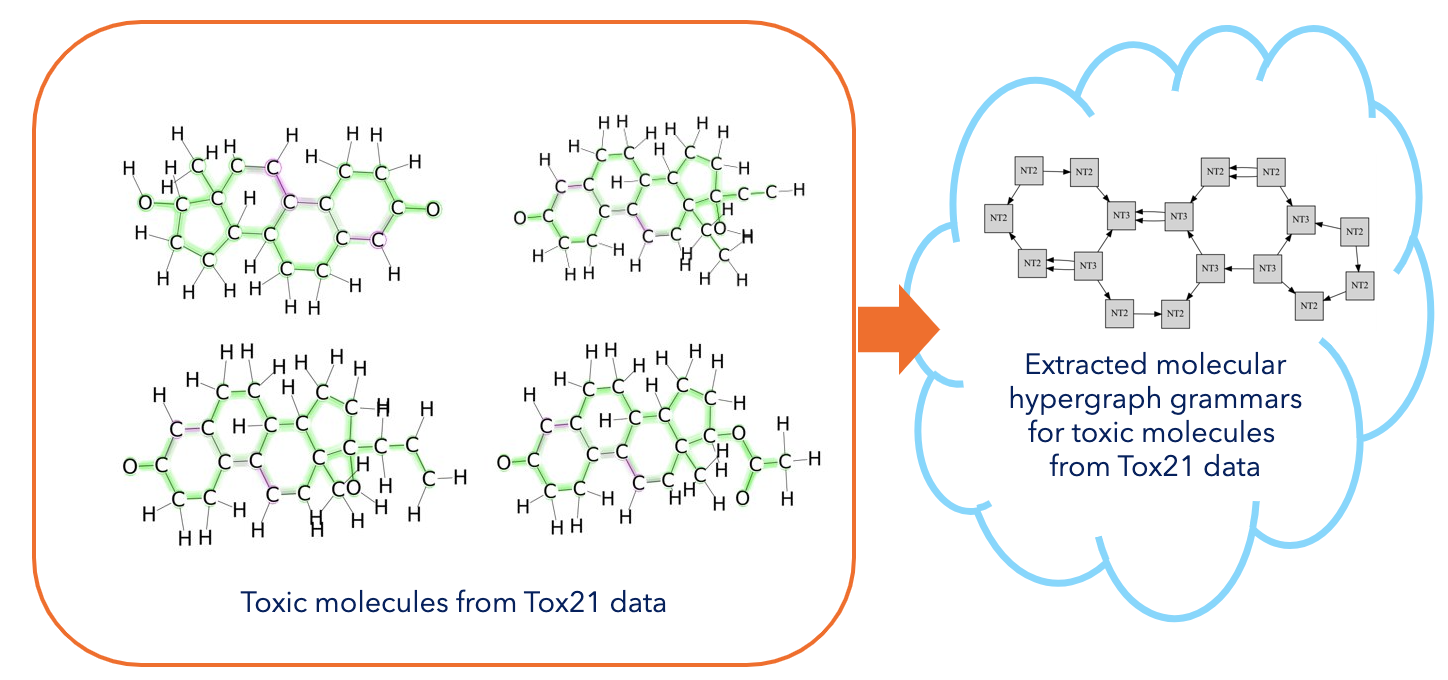 H H H H
H H H
H H C C C C C H
H
O C C H C C C O
H C C C C C
H C H C C H
H H H H
H H
H H H H
H H H
H C C H C C H
C H C C C C C H
O C C C C C H
C C C C O H
H C C H C C H C H
H H H H
H H H H
H H H
H C C H C C H H H
C C H C C C C
O C C C C C H
C C C C C O C H
H H H H H H H
H H H
H H H H
H H C C H C C H
H C C H C C C O H
O C C C C H C C H
C C C C H C H O H
H H H H H
H H
Toxic molecules from Tox21 data
NT2 NT2 NT2 NT2
NT2 NT3 NT3 NT3 NT2
NT2 NT3 NT3 NT3 NT2
NT2 NT2 NT2
Extracted molecular
hypergraph grammars
for toxic molecules
from Tox21 data